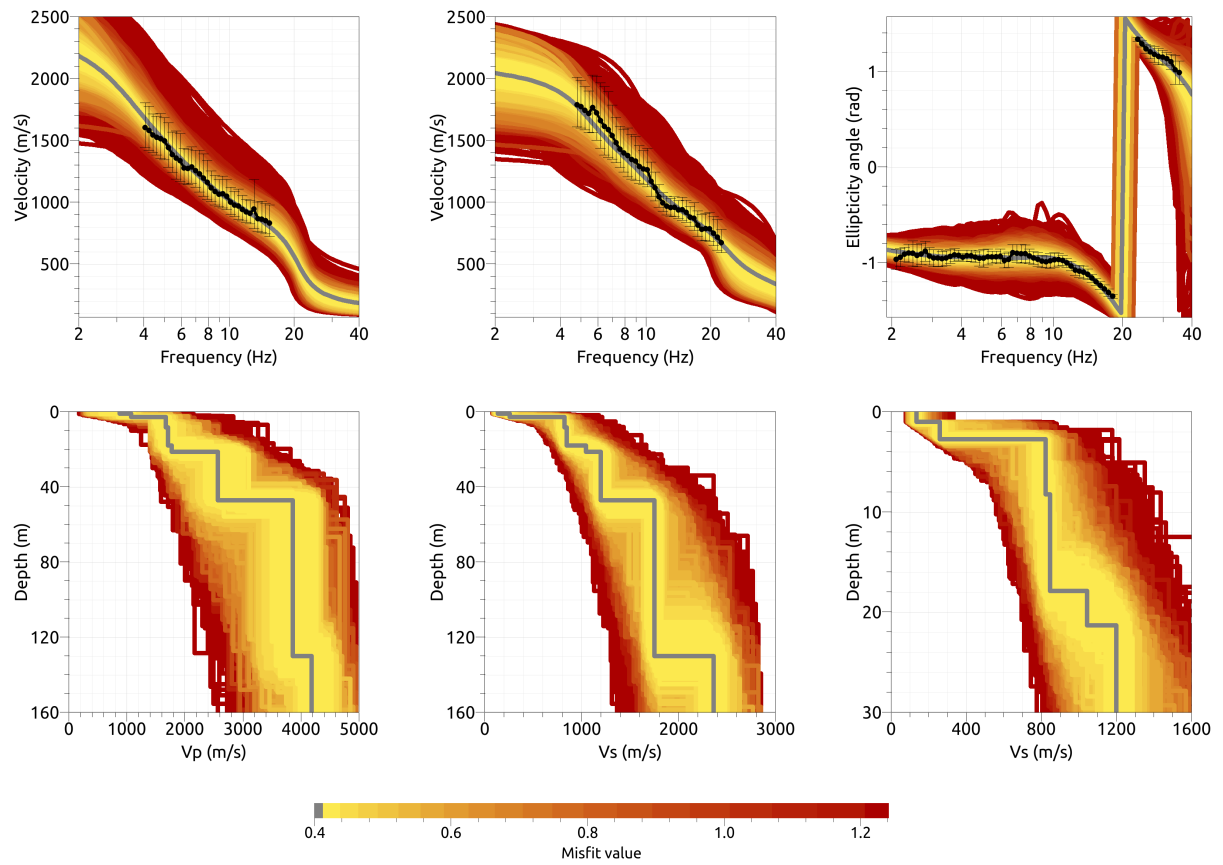 2500
2000
1500
1000
500
Velocity (m/s)
2 4 6 8 10 20 40
Frequency (Hz)
2500
2000
1500
1000
500
Velocity (m/s)
2 4 6 8 10 20 40
Frequency (Hz)
1
0
-1
Ellipticity angle (rad)
2 4 6 8 10 20 40
Frequency (Hz)
0
40
80
120
160
Depth (m)
0 1000 2000 3000 4000 5000
Vp (m/s)
0
40
80
120
160
Depth (m)
0 1000 2000 3000
Vs (m/s)
0
10
20
30
Depth (m)
0 400 800 1200 1600
Vs (m/s)
0.4 0.6 0.8 1.0 1.2
Misfit value